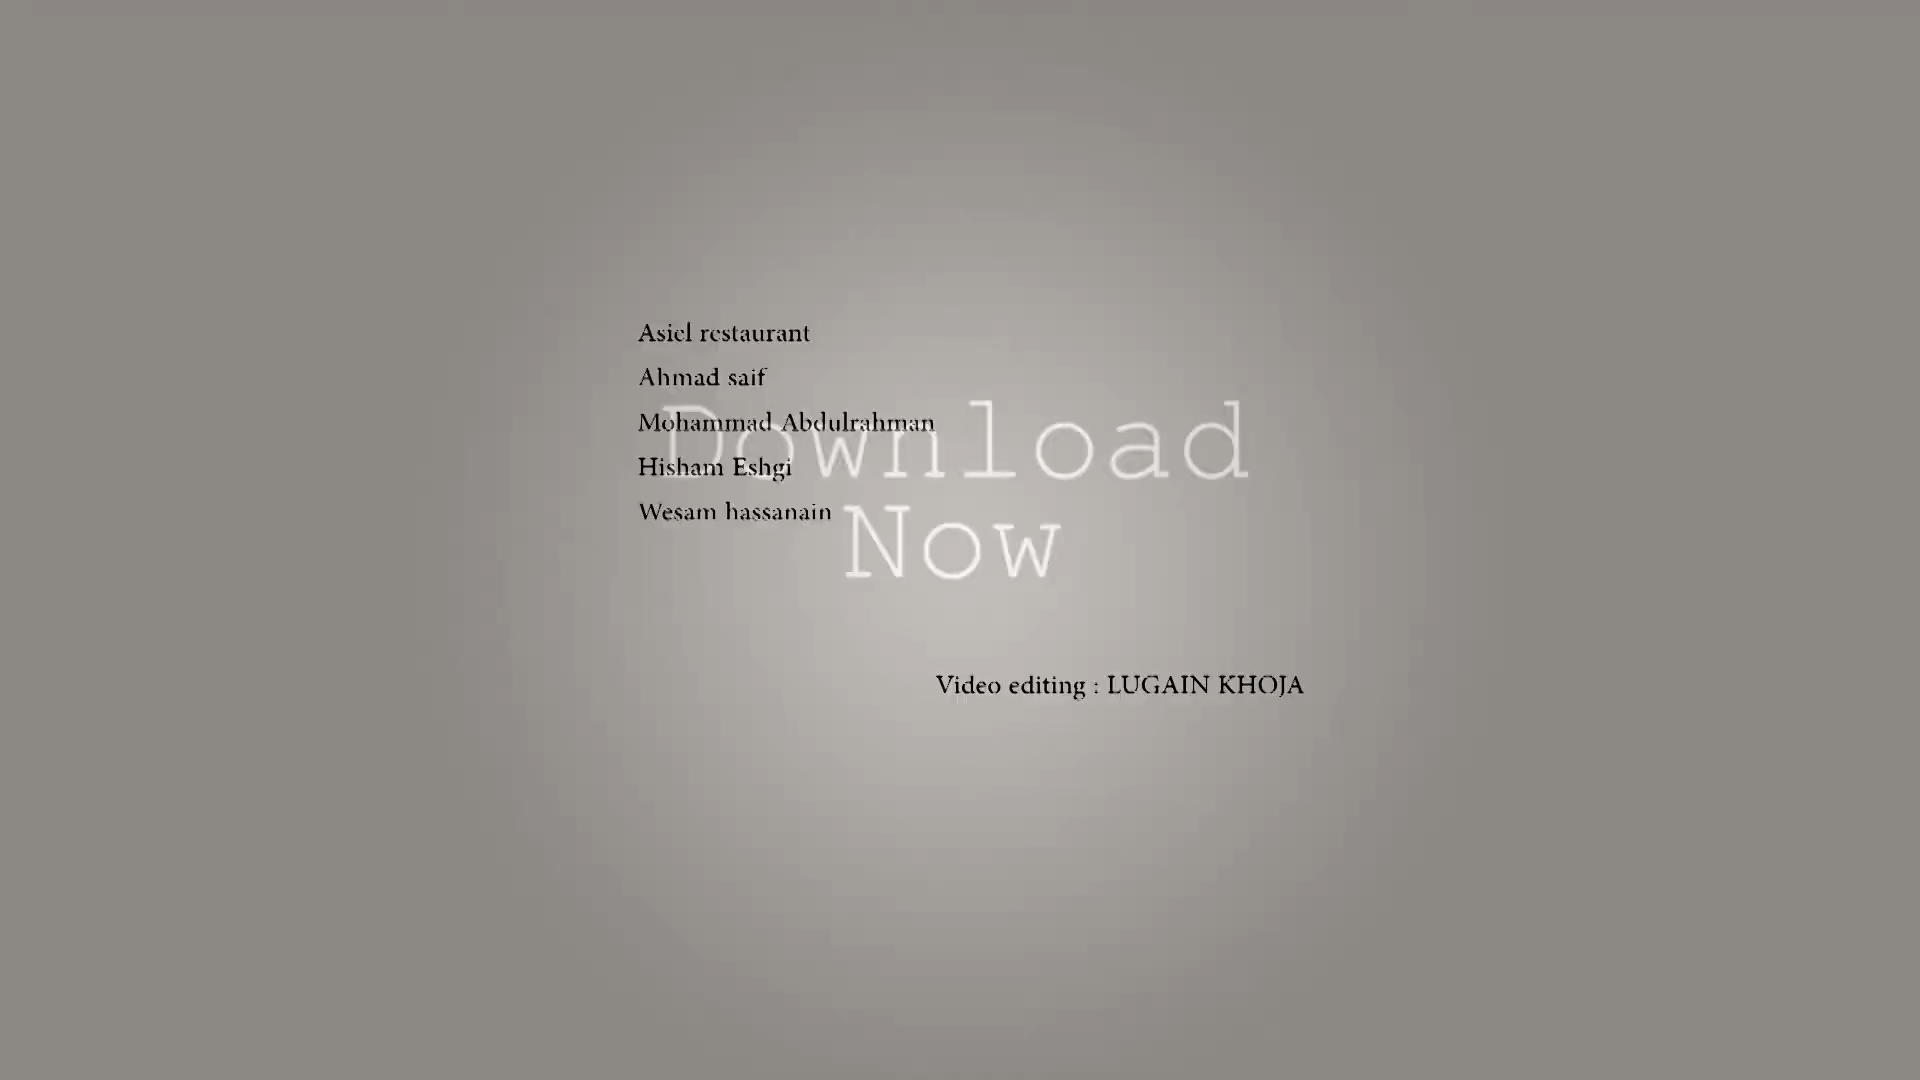 Asiel restaurant
Ahmad saif
Mohammad Abdulrahman
Hisham Eshgi
Wesam hassanain
Download
Now
Video editing : LUGAIN KHOJA